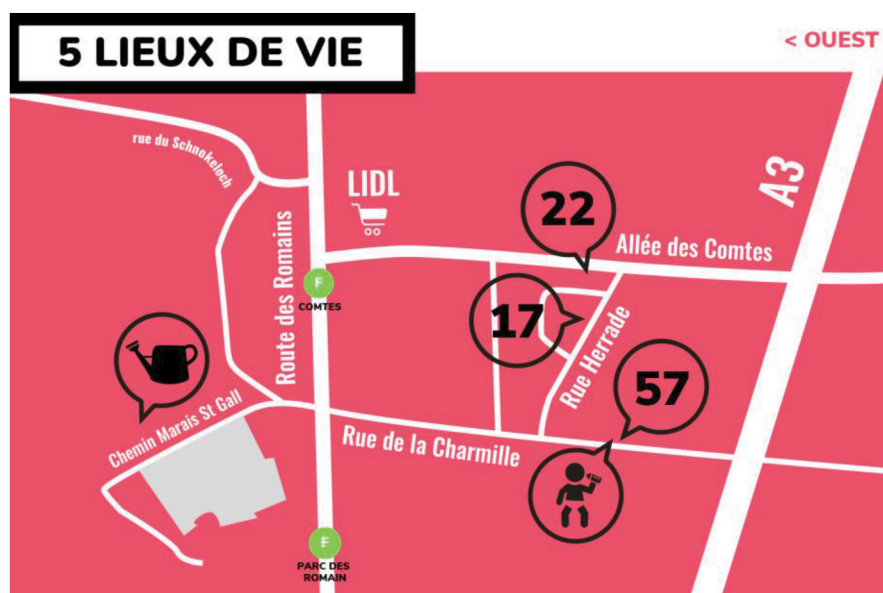 5 LIEUX DE VIE
< OUEST
rue du Schnokeloch
LIDL
A3
22
Allée des Comtes
Route des Romains
F
COMTES
17
Rue Herrade
57
Chemin Marais St Gall
Rue de la Charmille
F
PARC DES
ROMAIN